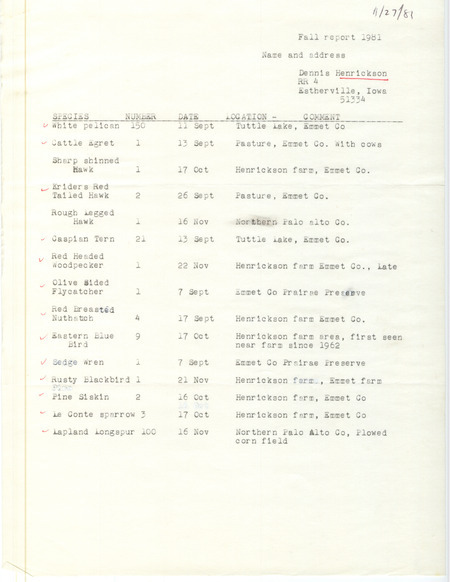 11/27/81
Fall report 1981
Name and address
Dennis Henrickson
RR 4
Estherville, Iowa
51334
SPECIES NUMBER DATE LOCATION - COMMENT
White pelican 150 11 Sept Tuttle Lake, Emmet Co
Cattle Egret 1 13 Sept Pasture, Emmet Co. With cows
Sharp shinned
Hawk 1 17 Oct Henrickson farm, Emmet Co.
Kriders Red
Tailed Hawk 2 26 Sept Pasture, Emmet Co.
Rough Legged
Hawk 1 16 Nov Northern Palo alto Co.
Caspian Tern 21 13 Sept Tuttle Lake, Emmet Co.
Red Headed
Woodpecker 1 22 Nov Henrickson farm Emmet Co., Late
Olive Sided
Flycatcher 1 7 Sept Emmet Co Prairae Preserve
Red Breasted
Nuthatch 4 17 Sept Henrickson farm Emmet Co.
Eastern Blue 9 17 Oct Henrickson farm area, first seen
Bird near farm since 1962
Sedge Wren 1 7 Sept Emmet Co Prairae Preserve
Rusty Blackbird 1 21 Nov Henrickson farm., Emmet farm
Pine Siskin 2 16 Oct Henrickson farm, Emmet Co
Le Conte sparrow 3 17 Oct Henrickson farm, Emmet Co
Lapland Longspur 100 16 Nov Northern Palo Alto Co, Plowed
corn field